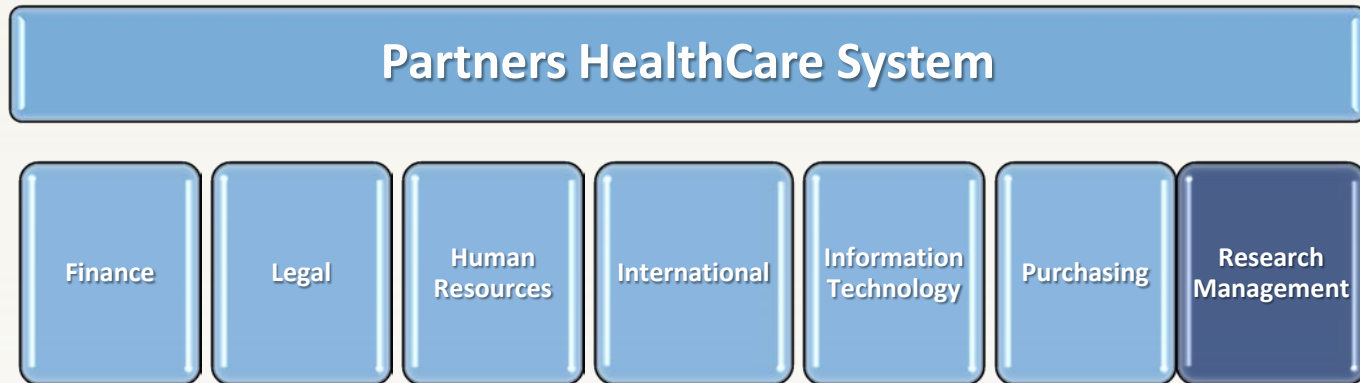 Partners HealthCare System
Finance
Legal
Human
Resources
International
Information
Technology
Purchasing
Research
Management